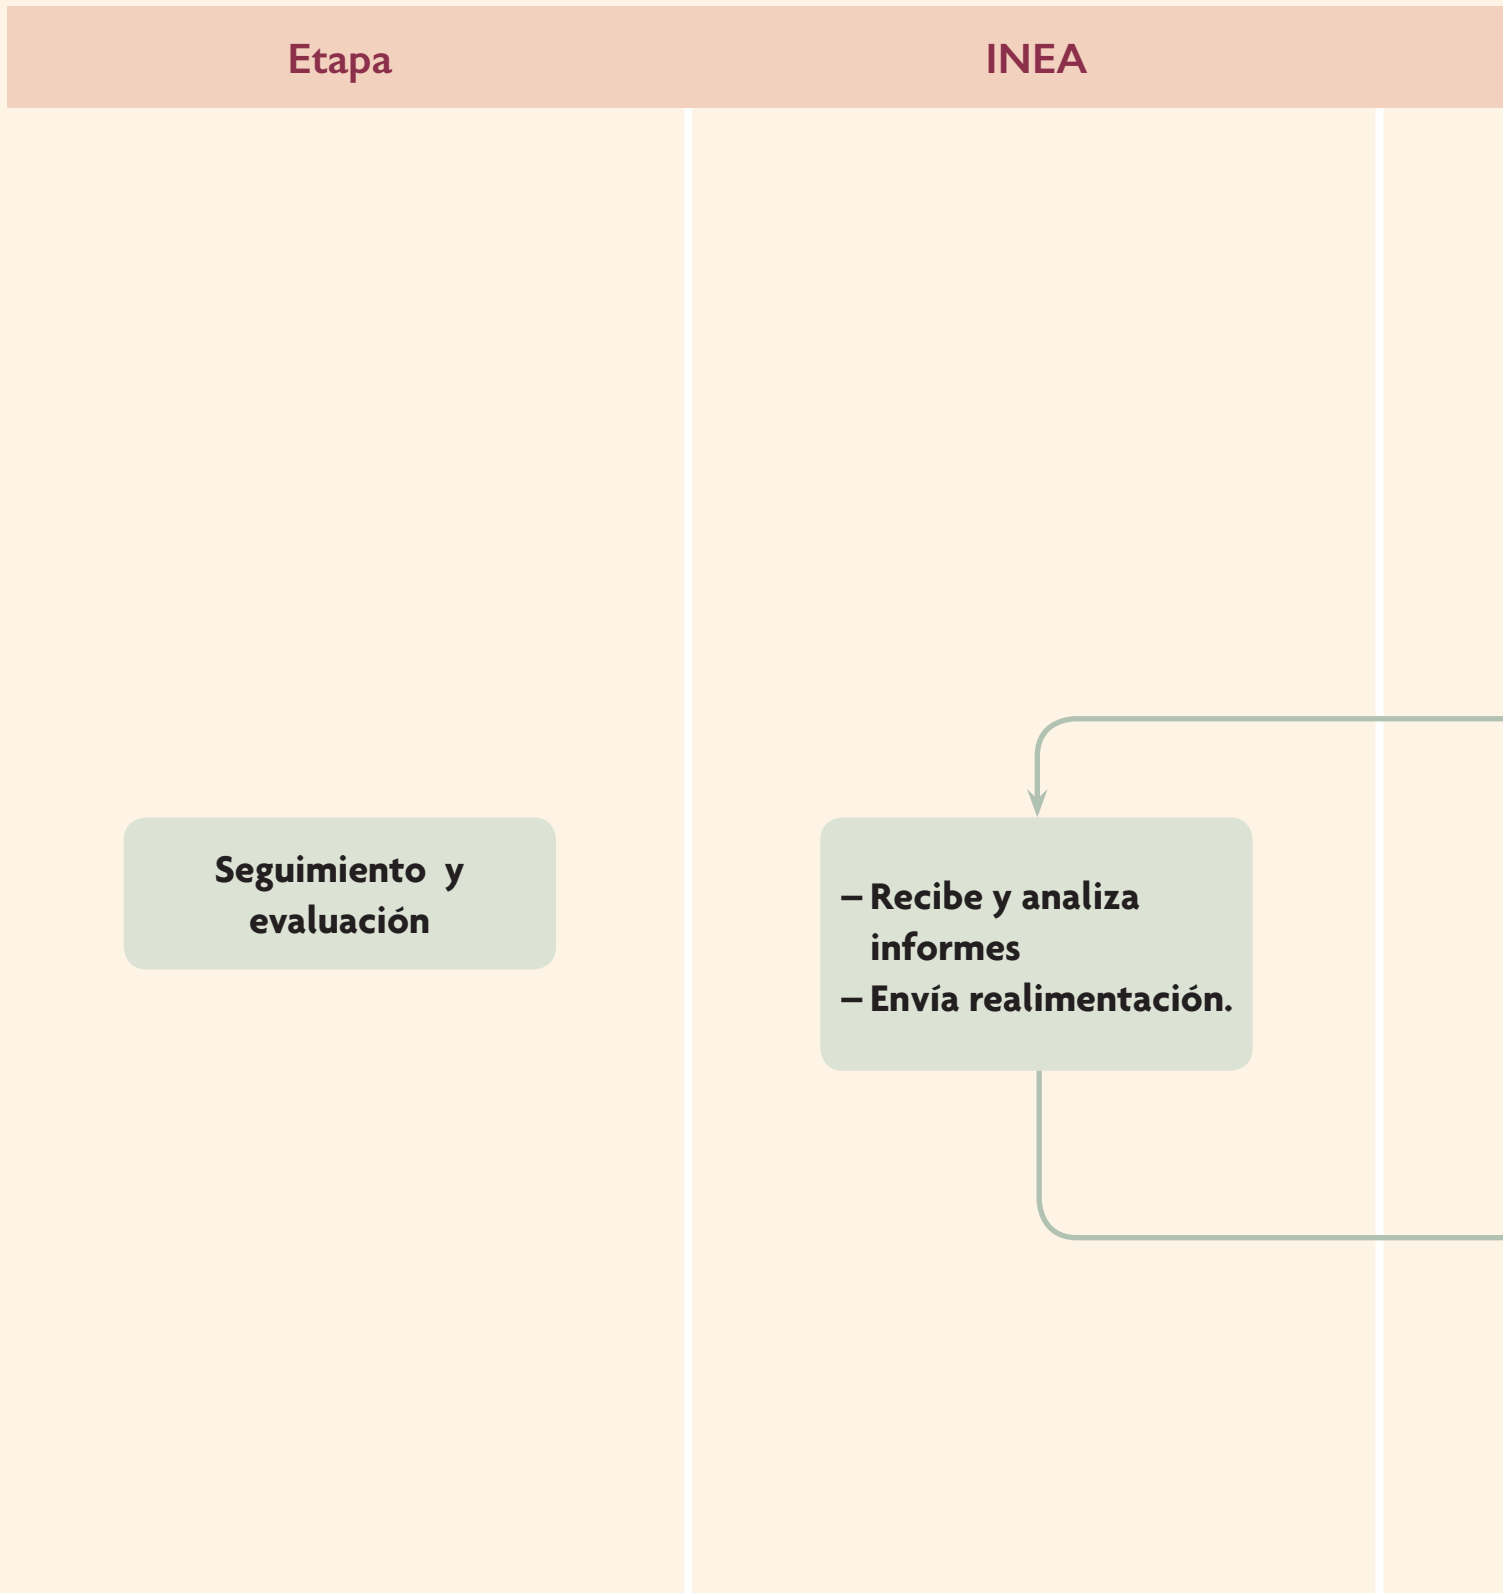 Etapa
INEA
Seguimiento y
evaluación
– Recibe y analiza
informes
– Envía realimentación.